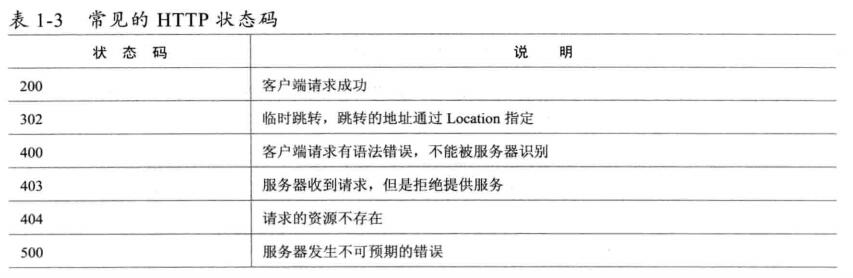 表 1-3 常见的 HTTP 状态码
状 态 码 说 明
200 客户端请求成功
302 临时跳转，跳转的地址通过 Location 指定
400 客户端请求有语法错误，不能被服务器识别
403 服务器收到请求，但是拒绝提供服务
404 请求的资源不存在
500 服务器发生不可预期的错误